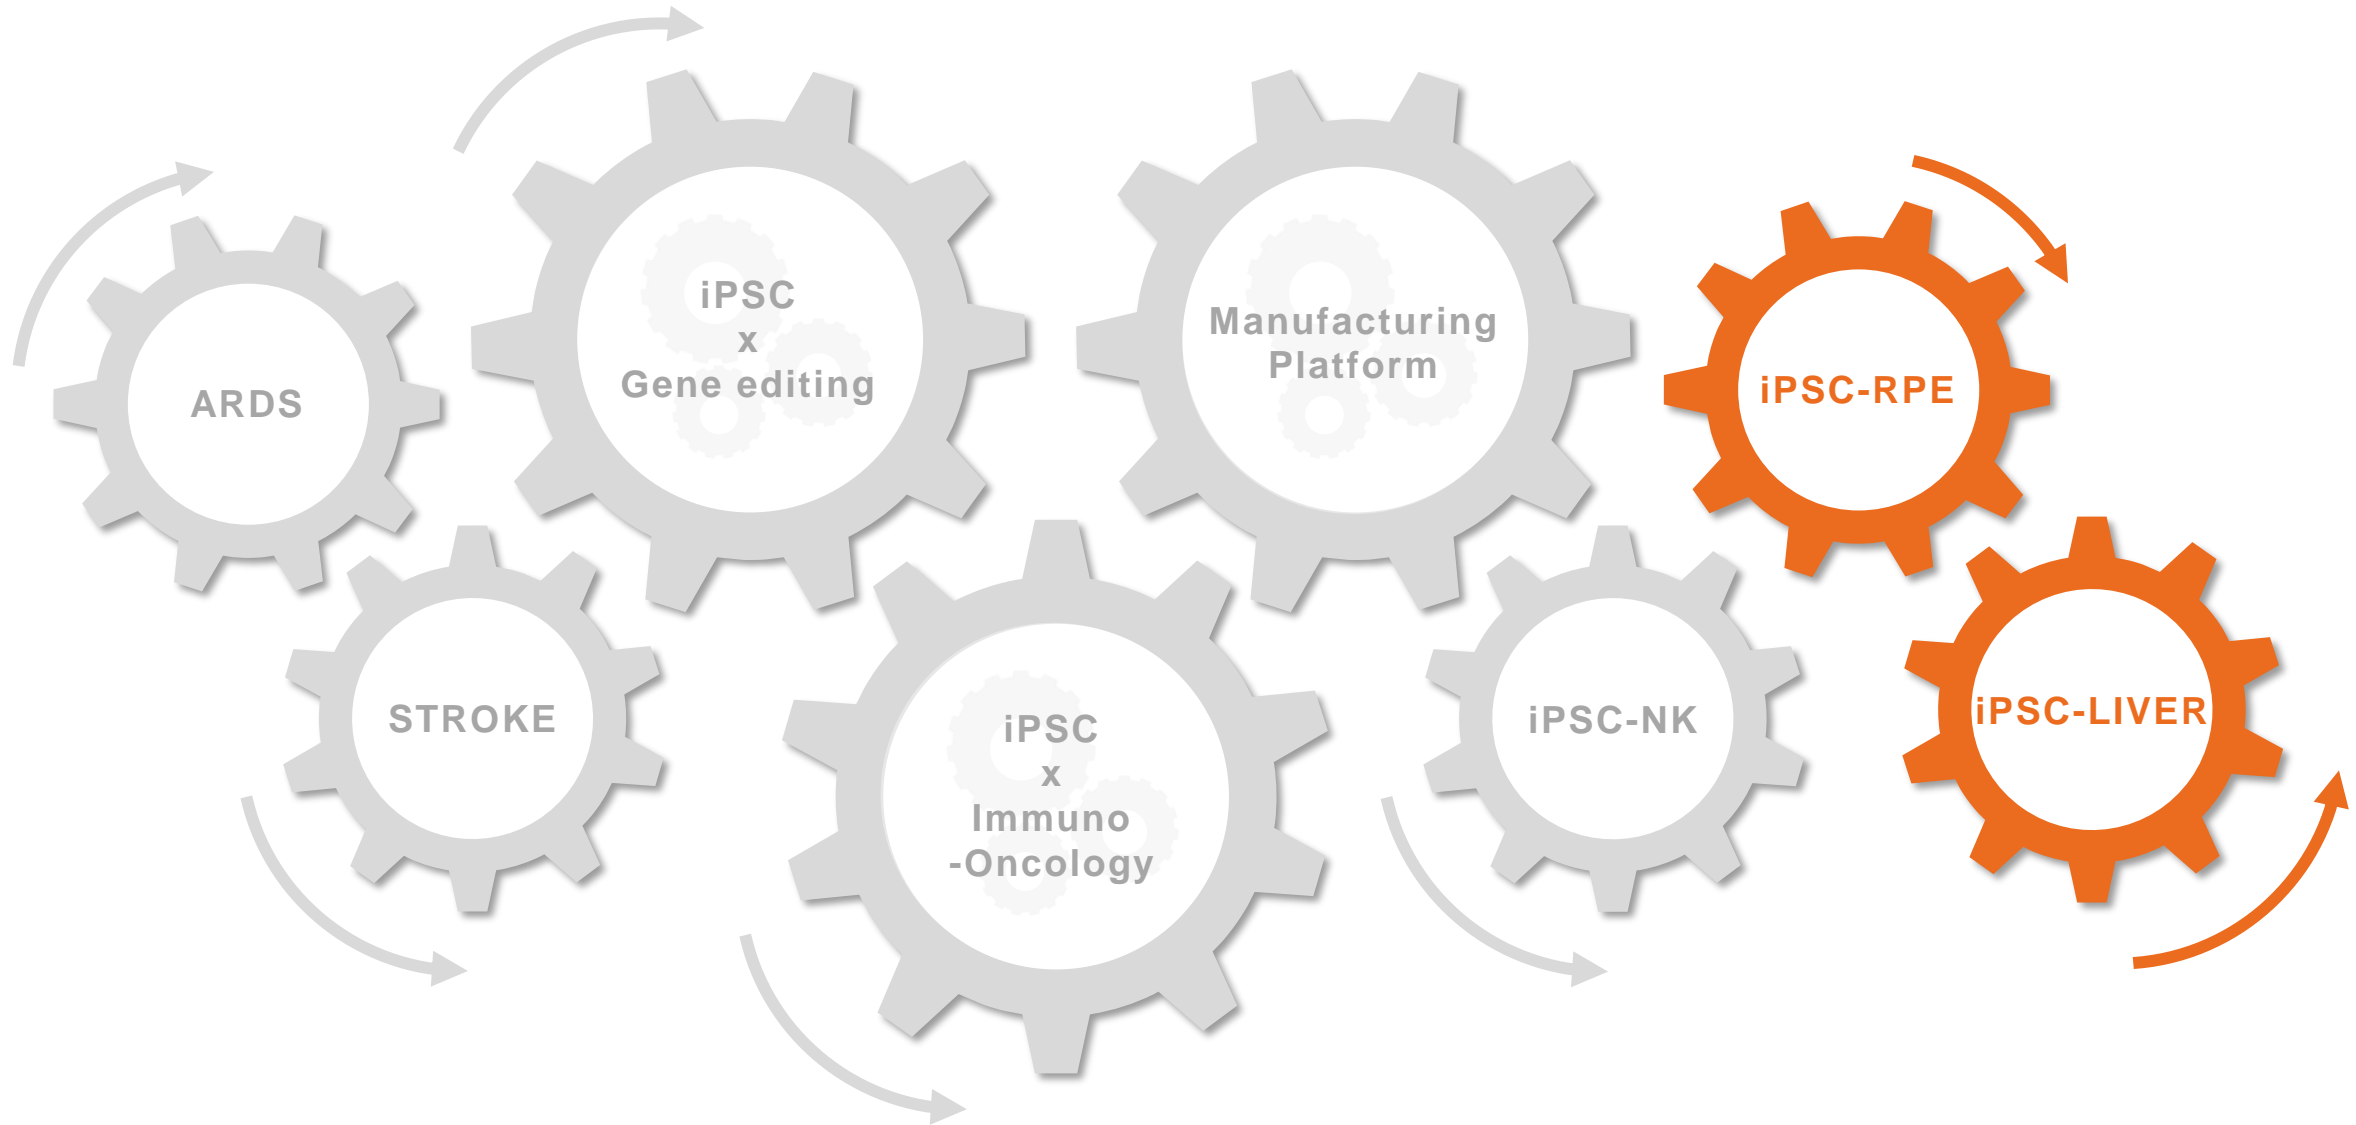 ARDS
iPSC
x
Gene editing
Manufacturing
Platform
iPSC-RPE
STROKE
iPSC
x
Immuno
-Oncology
iPSC-NK
iPSC-LIVER